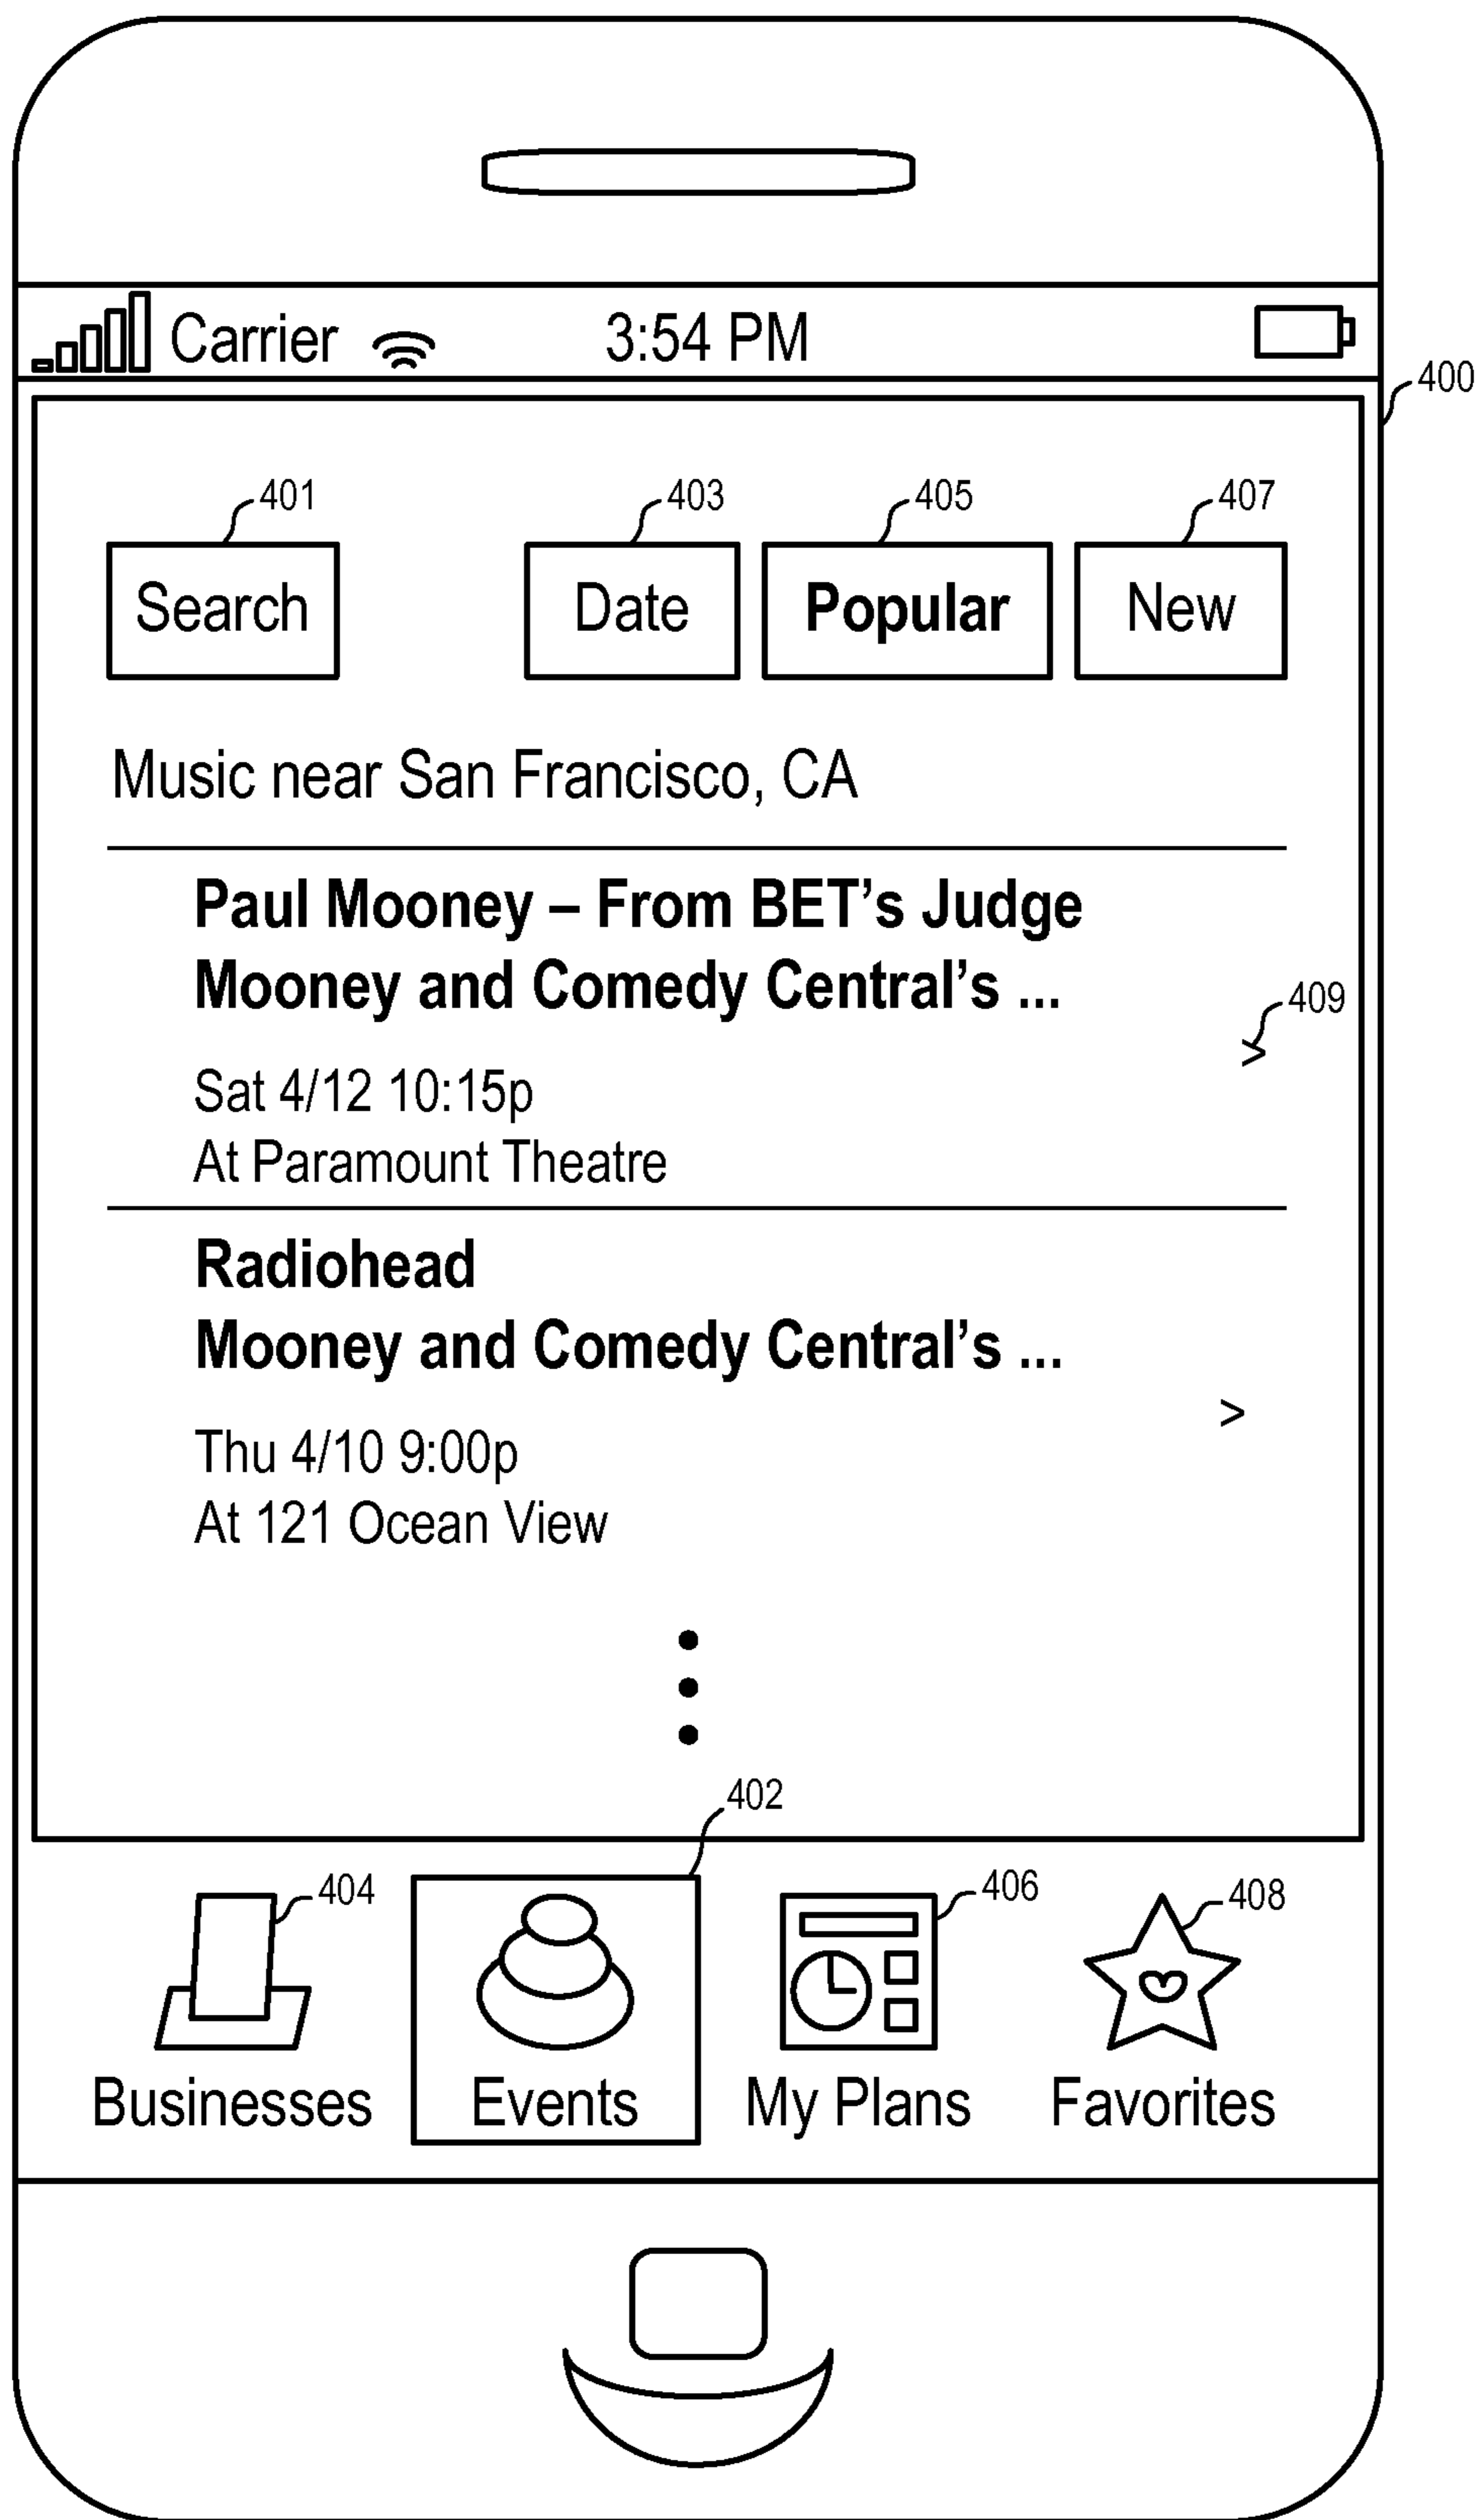 Carrier 3:54 PM
400
401 403 405 407
Search Date Popular New
Music near San Francisco, CA
Paul Mooney – From BET’s Judge
Mooney and Comedy Central’s ...
409
>
Sat 4/12 10:15p
At Paramount Theatre
Radiohead
Mooney and Comedy Central’s ...
>
Thu 4/10 9:00p
At 121 Ocean View
402
404 406 408
Businesses Events My Plans Favorites